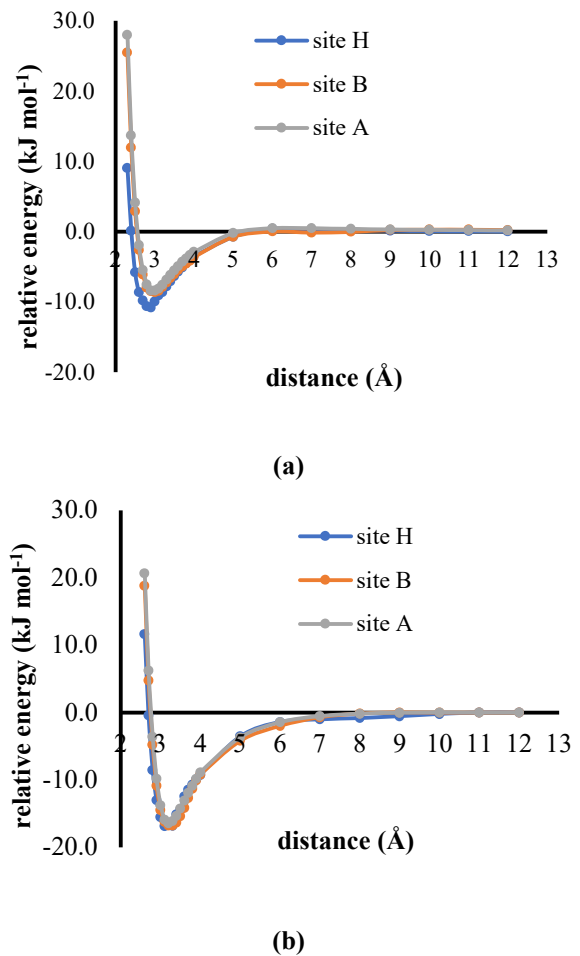 relative energy (kJ mol⁻¹)
30.0
20.0
10.0
0.0
-10.0
-20.0
site H
site B
site A
2 3 4 5 6 7 8 9 10 11 12 13
distance (Å)
(a)
relative energy (kJ mol⁻¹)
30.0
20.0
10.0
0.0
-10.0
-20.0
site H
site B
site A
2 3 4 5 6 7 8 9 10 11 12 13
distance (Å)
(b)